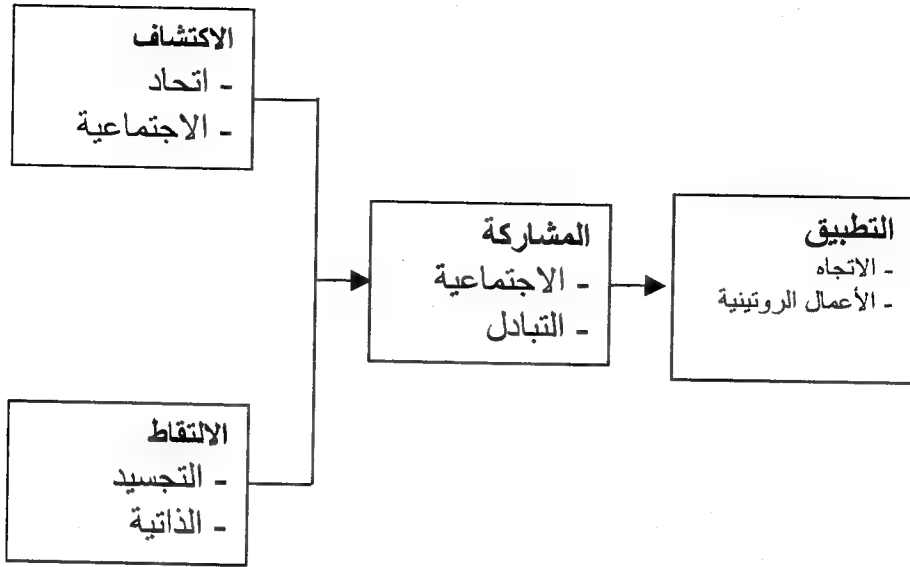 الاكتشاف
- اتحاد
- الاجتماعية
المشاركة
- الاجتماعية
- التبادل
التطبيق
- الاتجاه
- الأعمال الروتينية
الالتقاط
- التجسيد
- الذاتية